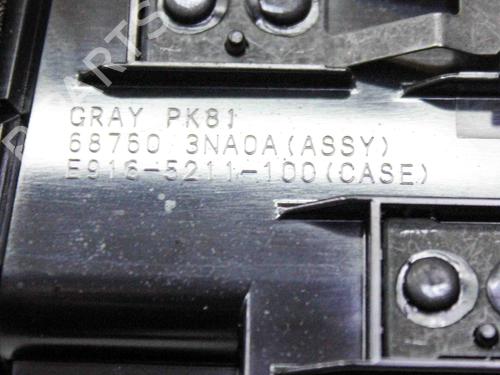 GRAY PK81
68760 3NA0A(ASSY)
E916-5211-100(CASE)